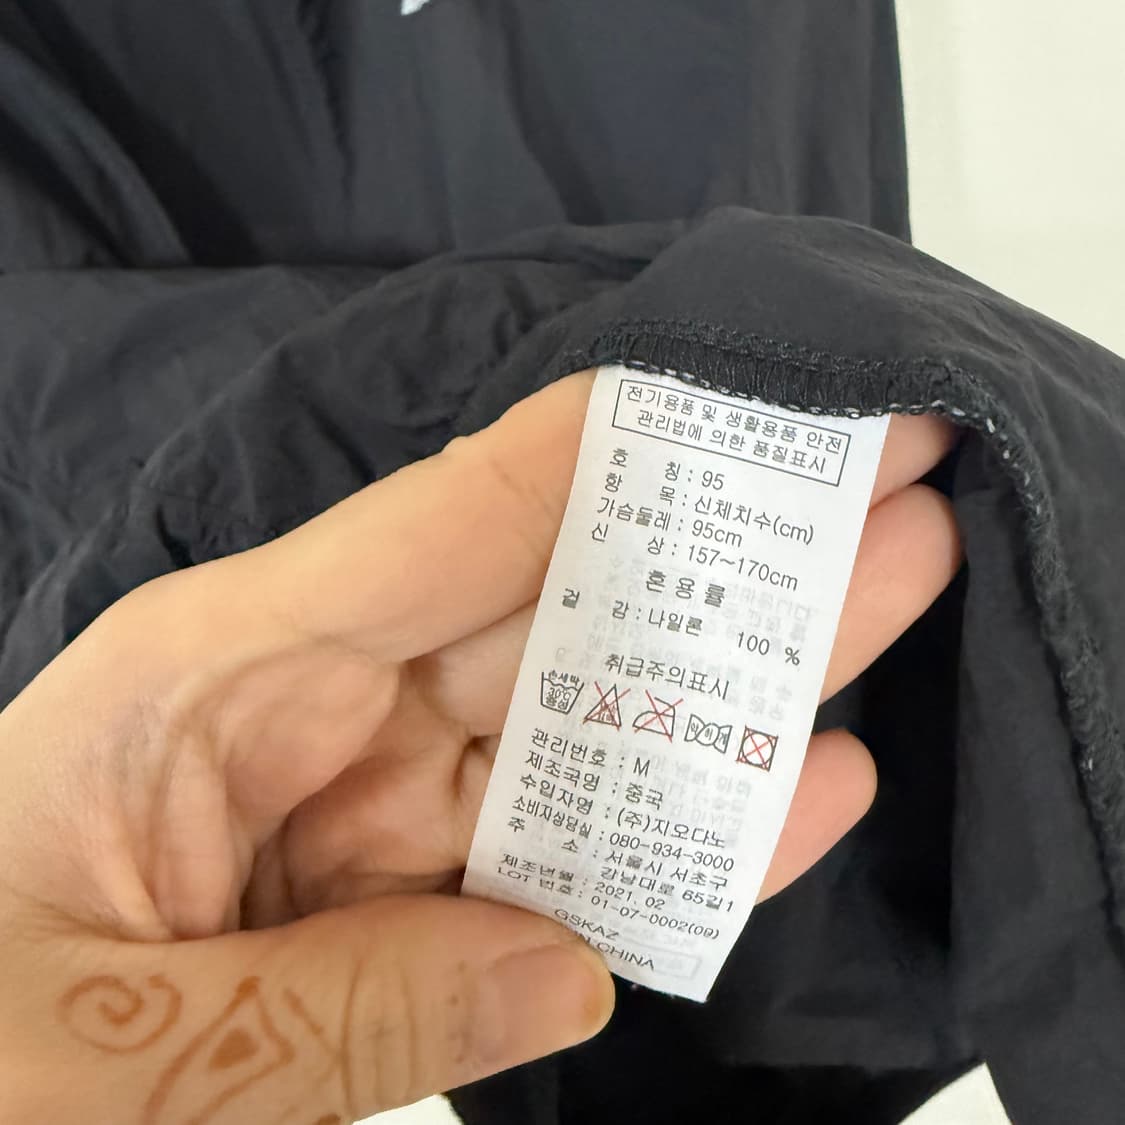 전기용품 및 생활용품 안전
관리법에 의한 품질표시
호 칭 : 95
항 목 : 신체치수(cm)
가슴둘레 : 95cm
신 장 : 157~170cm
혼용률
겉 감 : 나일론 100 %
취급주의표시
손세탁
30℃
중성
약하게
관리번호 : M
제조국명 : 중국
수입자명 : (주)지오다노
소비자상담실 : 080-934-3000
주 소 : 서울시 서초구
강남대로 65길1
제조년월 : 2021. 02
LOT 번호 : 01-07-0002(09)
GSKAZ
IN CHINA